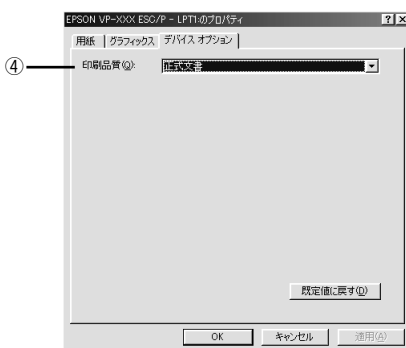 EPSON VP-XXX ESC/P - LPT1:のプロパティ
用紙 グラフィックス デバイス オプション
④ 印刷品質(Q): 正式文書
既定値に戻す(D)
OK キャンセル 適用(A)